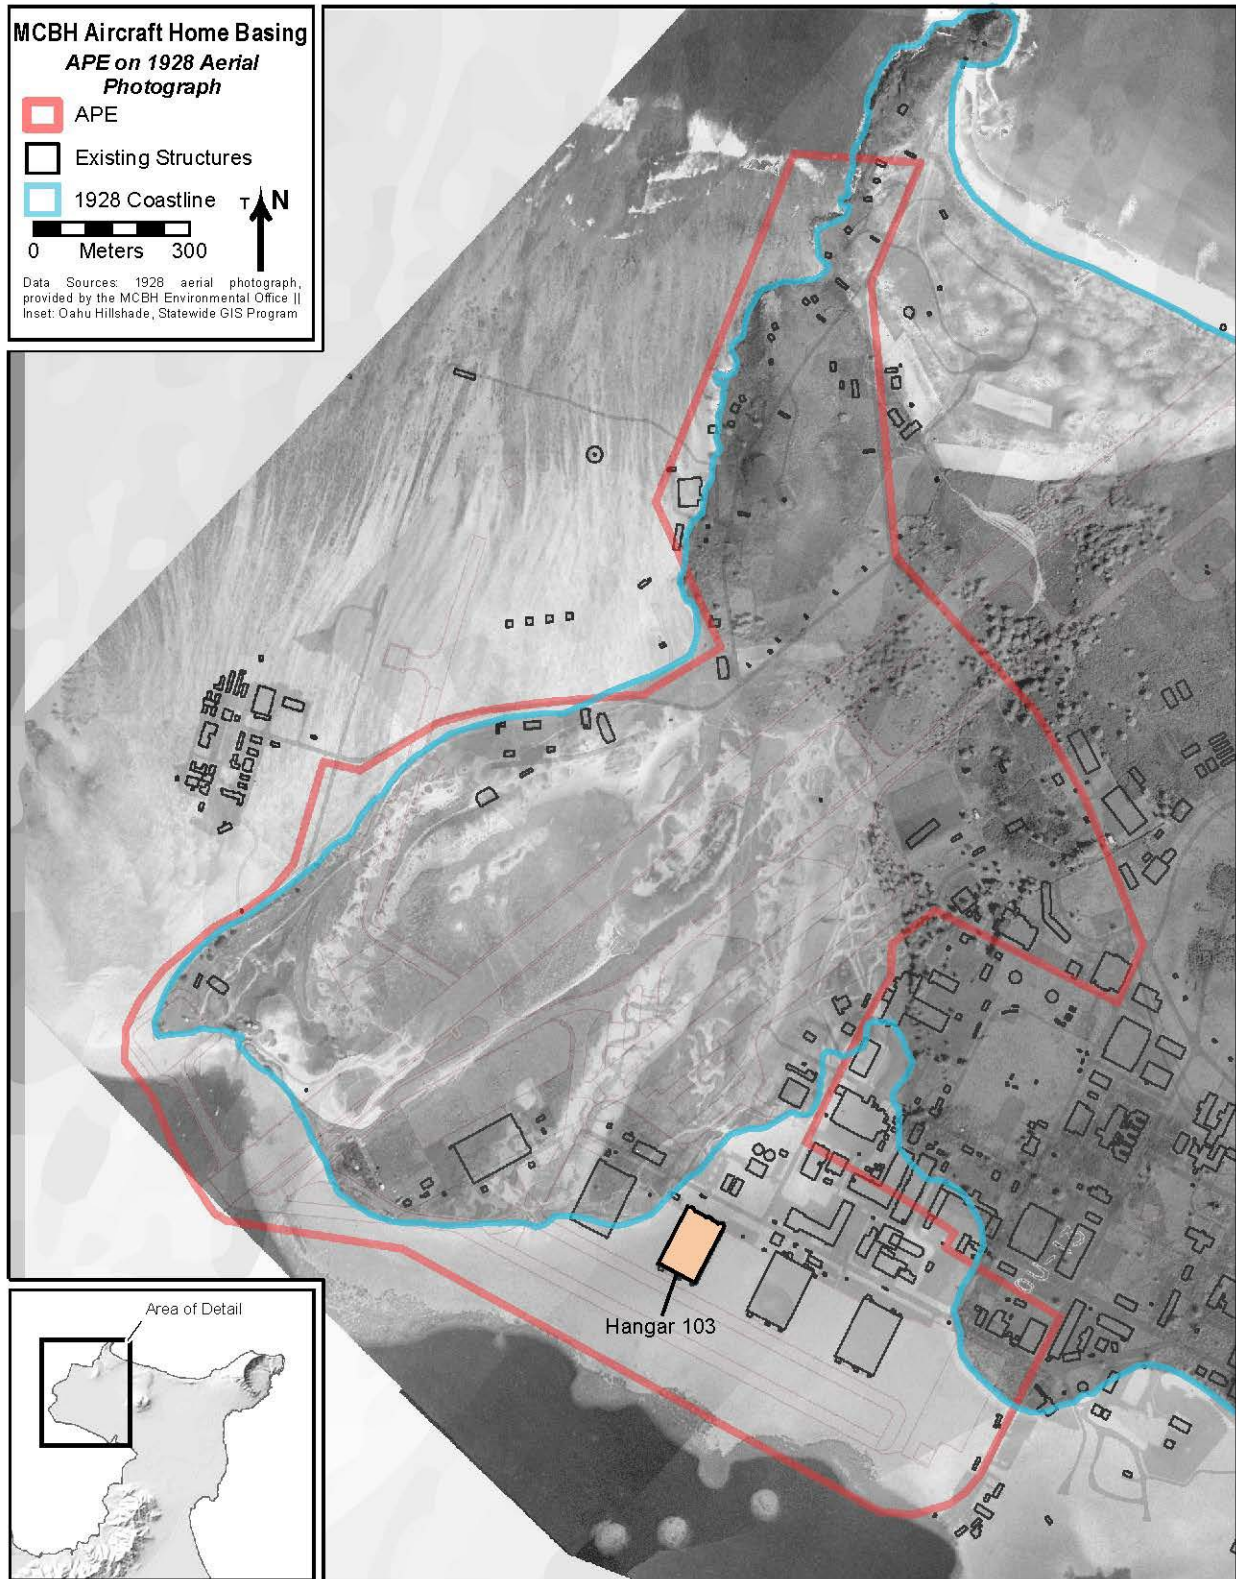 MCBH Aircraft Home Basing
APE on 1928 Aerial
Photograph
APE
Existing Structures
1928 Coastline
T N
0 Meters 300
Data Sources: 1928 aerial photograph,
provided by the MCBH Environmental Office ||
Inset: Oahu Hillshade, Statewide GIS Program
Hangar 103
Area of Detail